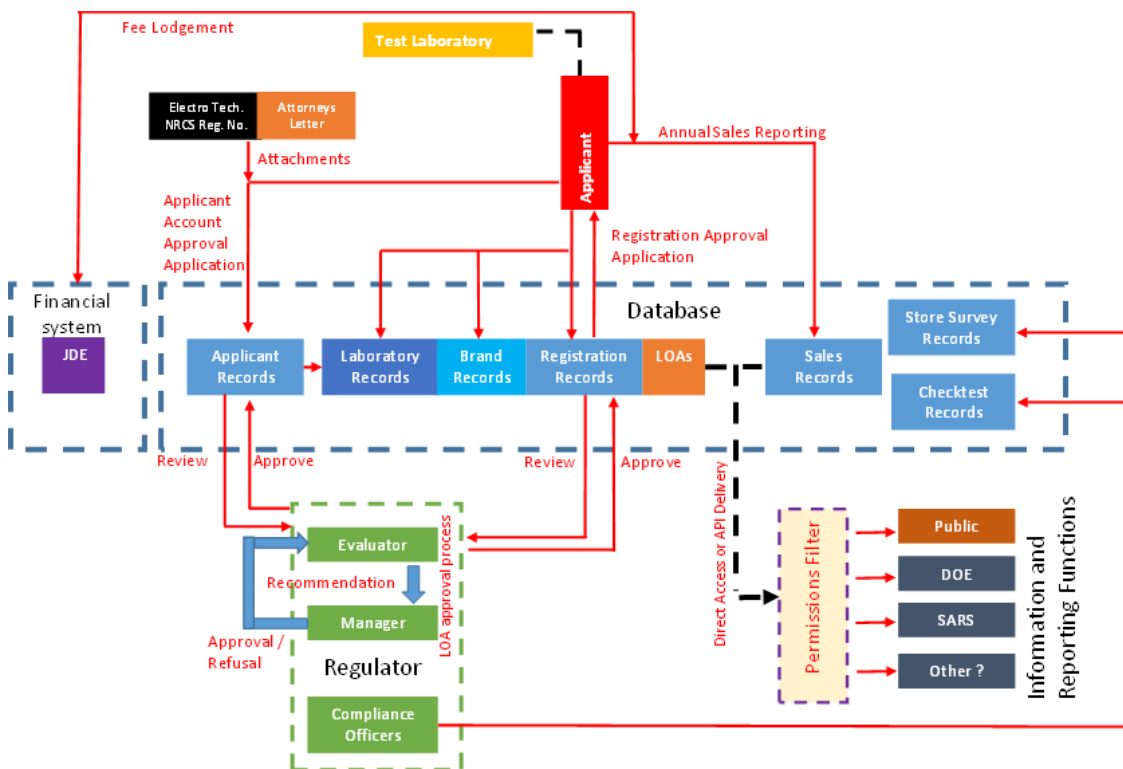 Fee Lodgement
Test Laboratory
Electro Tech.
NRCS Reg. No.
Attorneys
Letter
Applicant
Annual Sales Reporting
Attachments
Applicant
Account
Approval
Application
Registration Approval
Application
Financial
system
JDE
Database
Applicant
Records
Laboratory
Records
Brand
Records
Registration
Records
LOAs
Sales
Records
Store Survey
Records
Checktest
Records
Review
Approve
Review
Approve
Evaluator
Recommendation
Manager
Approval /
Refusal
LOA approval process
Regulator
Compliance
Officers
Direct Access or API Delivery
Permissions Filter
Public
DOE
SARS
Other ?
Information and
Reporting Functions